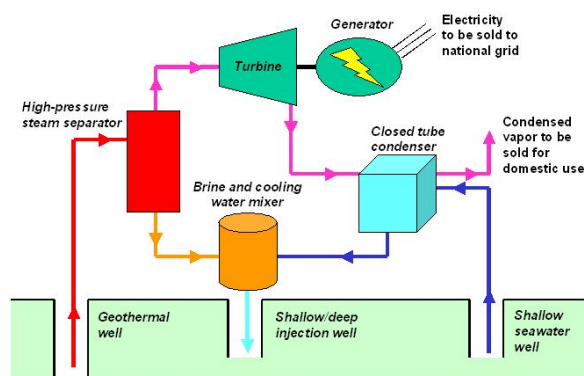 Generator
Electricity
to be sold to
national grid
Turbine
High-pressure
steam separator
Closed tube
condenser
Condensed
vapor to be
sold for
domestic use
Brine and cooling
water mixer
Geothermal
well
Shallow/deep
injection well
Shallow
seawater
well